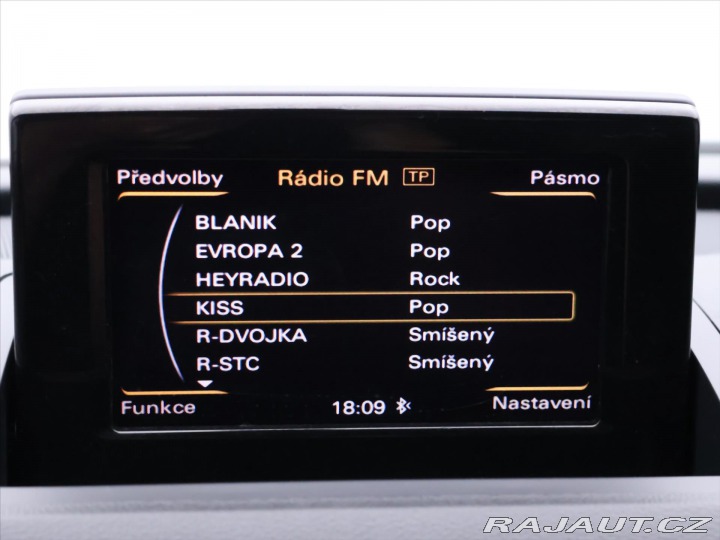 Předvolby Rádio FM TP Pásmo
BLANIK Pop
EVROPA 2 Pop
HEYRADIO Rock
KISS Pop
R-DVOJKA Smíšený
R-STC Smíšený
Funkce 18:09 Nastavení
RAJAUT.CZ